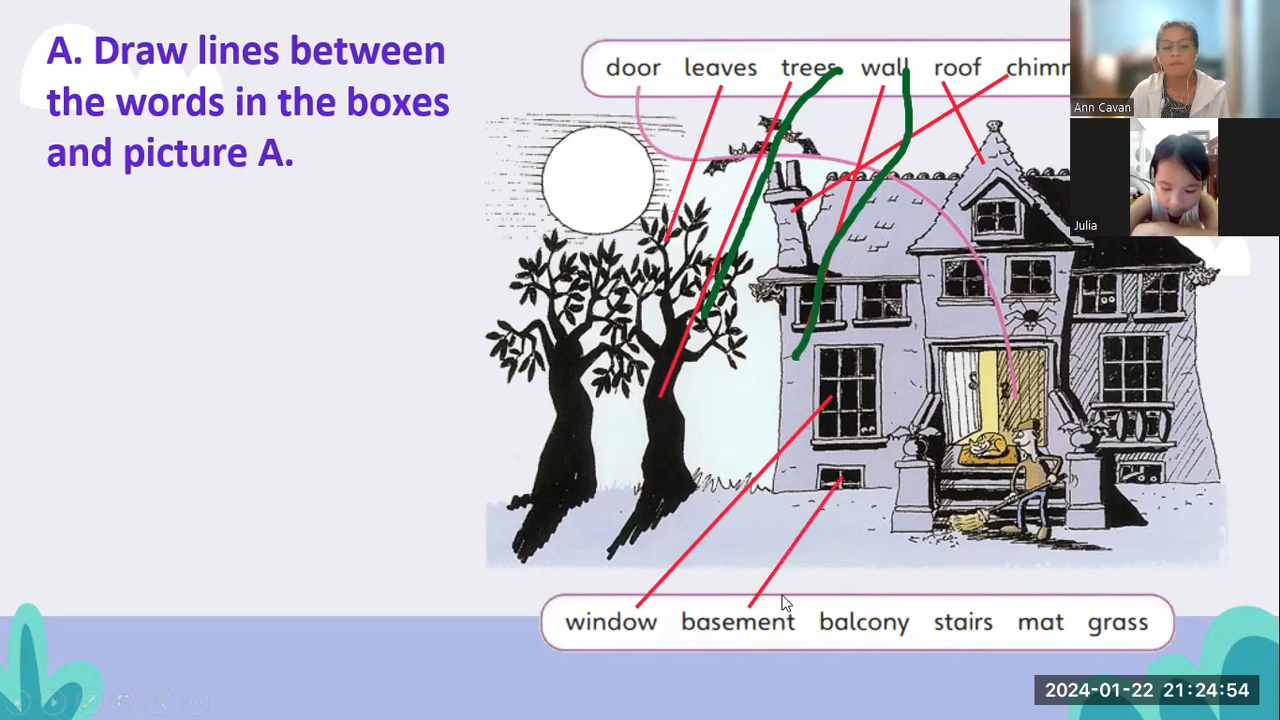 A. Draw lines between
the words in the boxes
and picture A.
door leaves trees wall roof chimn
Ann Cavan
Julia
window basement balcony stairs mat grass
2024-01-22 21:24:54